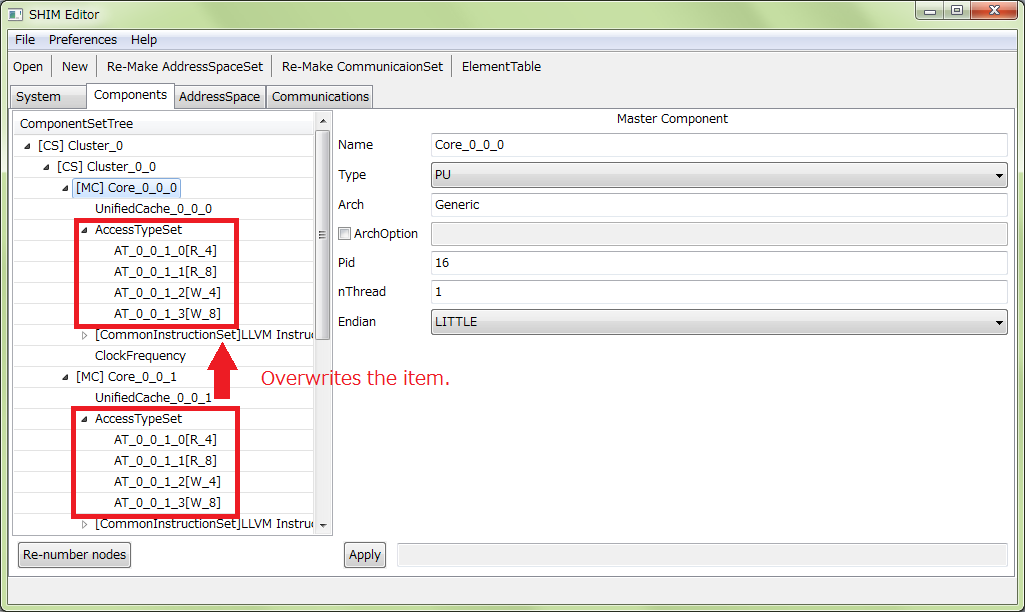 SHIM Editor
File Preferences Help
Open New Re-Make AddressSpaceSet Re-Make CommunicaionSet ElementTable
System Components AddressSpace Communications
ComponentSetTree
[CS] Cluster_0
[CS] Cluster_0_0
[MC] Core_0_0_0
UnifiedCache_0_0_0
AccessTypeSet
AT_0_0_1_0[R_4]
AT_0_0_1_1[R_8]
AT_0_0_1_2[W_4]
AT_0_0_1_3[W_8]
[CommonInstructionSet]LLVM Instruc
ClockFrequency
[MC] Core_0_0_1
UnifiedCache_0_0_1
AccessTypeSet
AT_0_0_1_0[R_4]
AT_0_0_1_1[R_8]
AT_0_0_1_2[W_4]
AT_0_0_1_3[W_8]
[CommonInstructionSet]LLVM Instruc
Overwrites the item.
Re-number nodes
Master Component
Name Core_0_0_0
Type PU
Arch Generic
ArchOption
Pid 16
nThread 1
Endian LITTLE
Apply